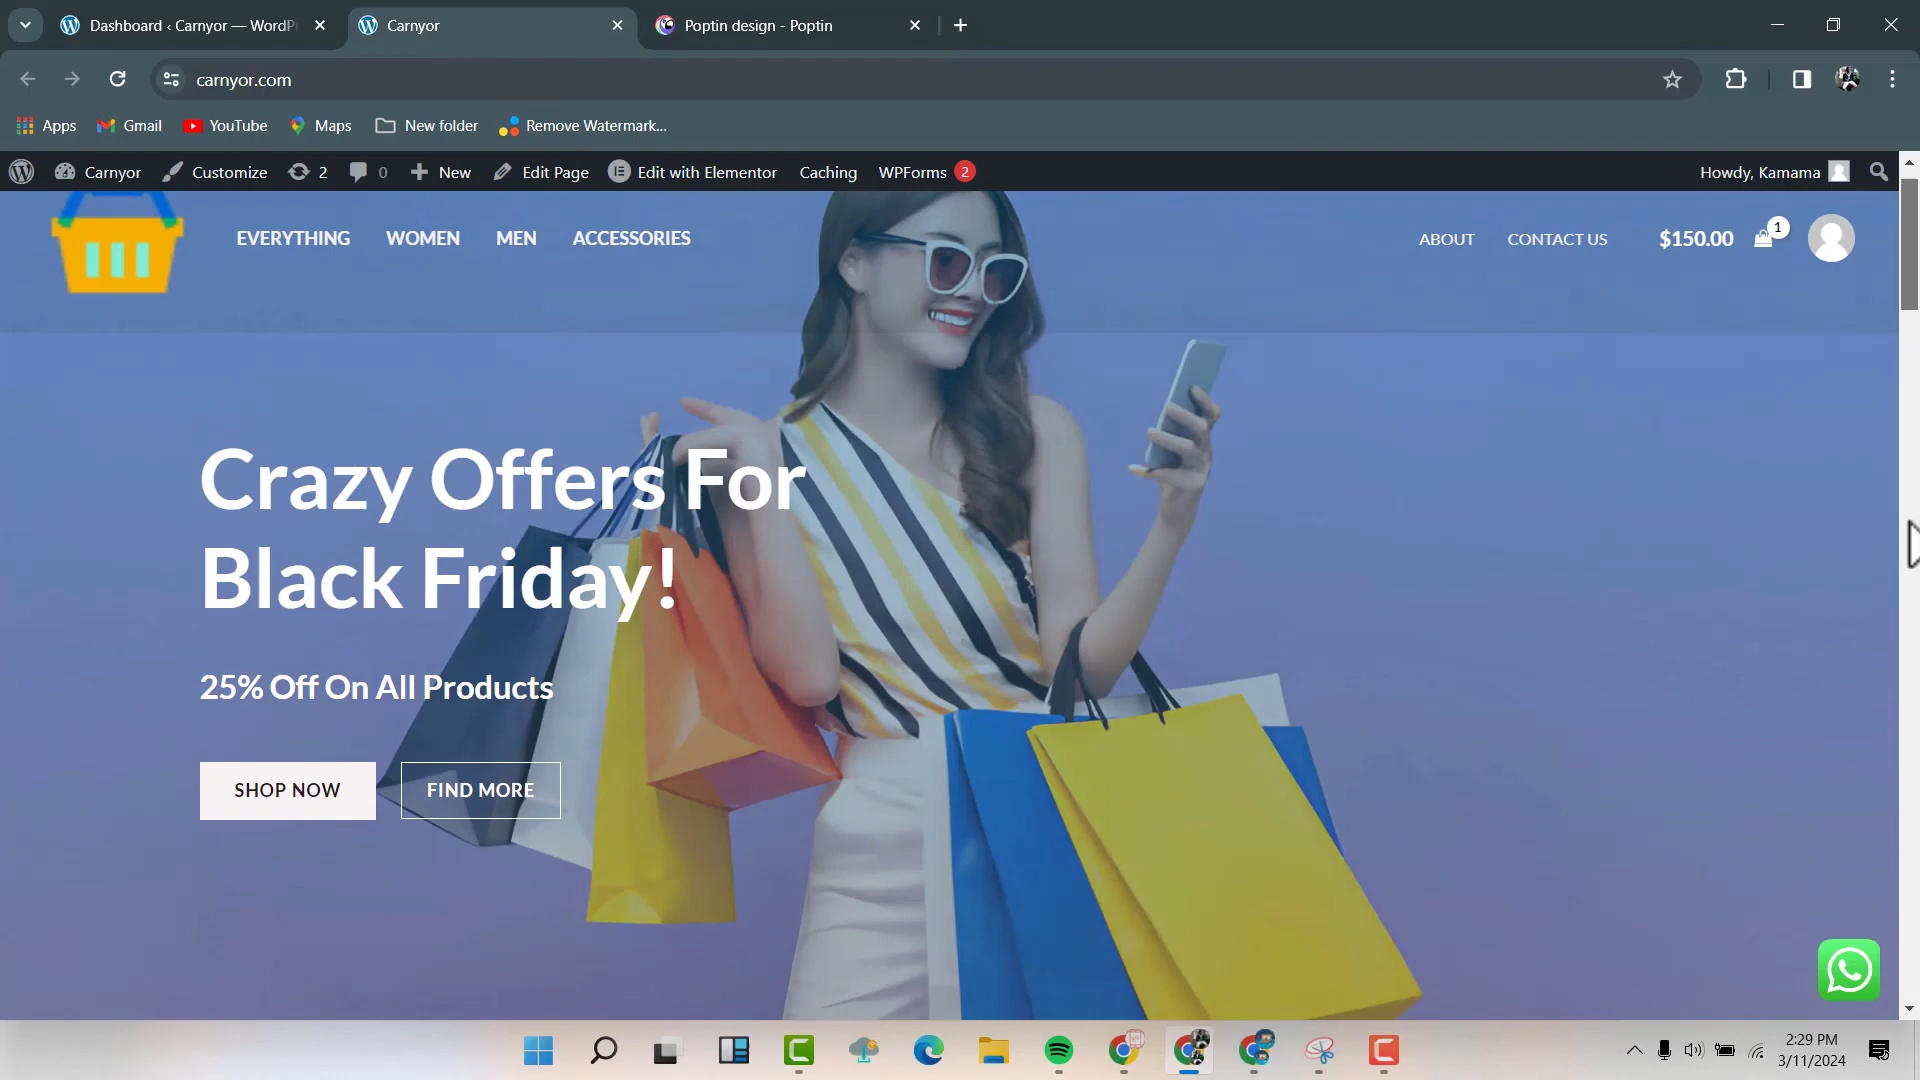 Dashboard ‹ Carnyor — WordP
Carnyor
Poptin design - Poptin
carnyor.com
Apps
Gmail
YouTube
Maps
New folder
Remove Watermark...
Carnyor
Customize
2
0
New
Edit Page
Edit with Elementor
Caching
WPForms
2
Howdy, Kamama
EVERYTHING
WOMEN
MEN
ACCESSORIES
ABOUT
CONTACT US
$150.00
1
Crazy Offers For
Black Friday!
25% Off On All Products
SHOP NOW
FIND MORE
2:29 PM
3/11/2024